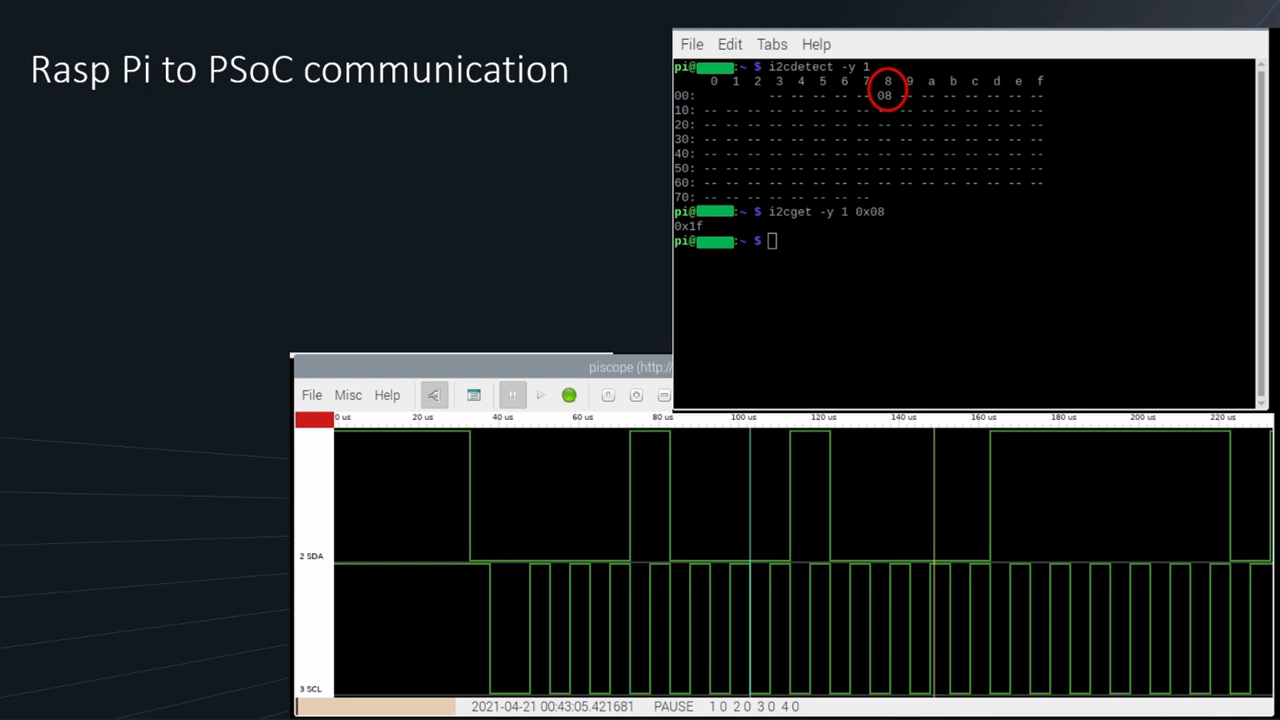 Rasp Pi to PSoC communication
File Edit Tabs Help
pi@ :~ $ i2cdetect -y 1
0 1 2 3 4 5 6 7 8 9 a b c d e f
00: -- -- -- -- -- 08 -- -- -- -- -- -- --
10: -- -- -- -- -- -- -- -- -- -- -- -- -- -- -- --
20: -- -- -- -- -- -- -- -- -- -- -- -- -- -- -- --
30: -- -- -- -- -- -- -- -- -- -- -- -- -- -- -- --
40: -- -- -- -- -- -- -- -- -- -- -- -- -- -- -- --
50: -- -- -- -- -- -- -- -- -- -- -- -- -- -- -- --
60: -- -- -- -- -- -- -- -- -- -- -- -- -- -- -- --
70: -- -- -- -- -- -- -- --
pi@ :~ $ i2cget -y 1 0x08
0x1f
pi@ :~ $
piscope (http://
File Misc Help
0 us 20 us 40 us 60 us 80 us 100 us 120 us 140 us 160 us 180 us 200 us 220 us
2 SDA
3 SCL
2021-04-21 00:43:05.421681 PAUSE 1 0 2 0 3 0 4 0